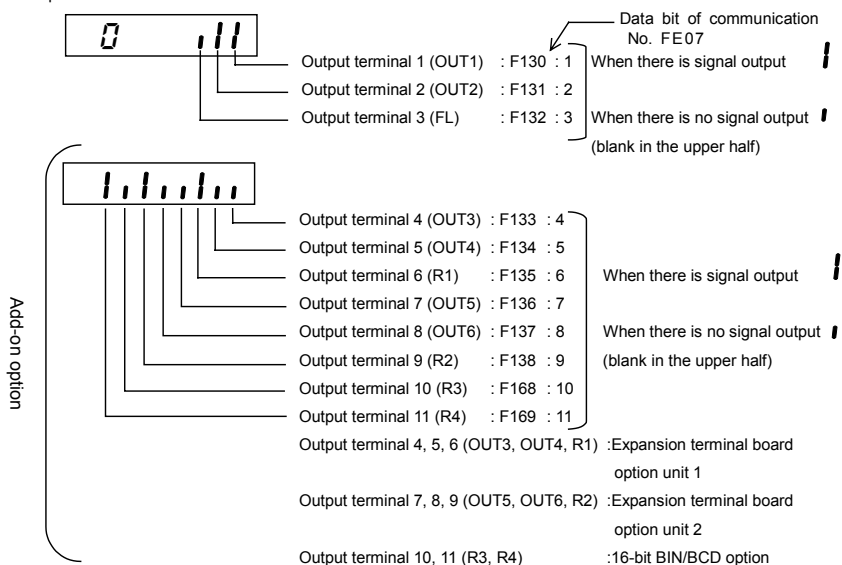 Data bit of communication
No. FE07
0 ,11
Output terminal 1 (OUT1) : F130 : 1 When there is signal output
Output terminal 2 (OUT2) : F131 : 2
Output terminal 3 (FL) : F132 : 3 When there is no signal output
(blank in the upper half)
Output terminal 4 (OUT3) : F133 : 4
Output terminal 5 (OUT4) : F134 : 5
Output terminal 6 (R1) : F135 : 6 When there is signal output
Output terminal 7 (OUT5) : F136 : 7
Output terminal 8 (OUT6) : F137 : 8 When there is no signal output
Output terminal 9 (R2) : F138 : 9 (blank in the upper half)
Output terminal 10 (R3) : F168 : 10
Output terminal 11 (R4) : F169 : 11
Add-on option
Output terminal 4, 5, 6 (OUT3, OUT4, R1) :Expansion terminal board
option unit 1
Output terminal 7, 8, 9 (OUT5, OUT6, R2) :Expansion terminal board
option unit 2
Output terminal 10, 11 (R3, R4) :16-bit BIN/BCD option